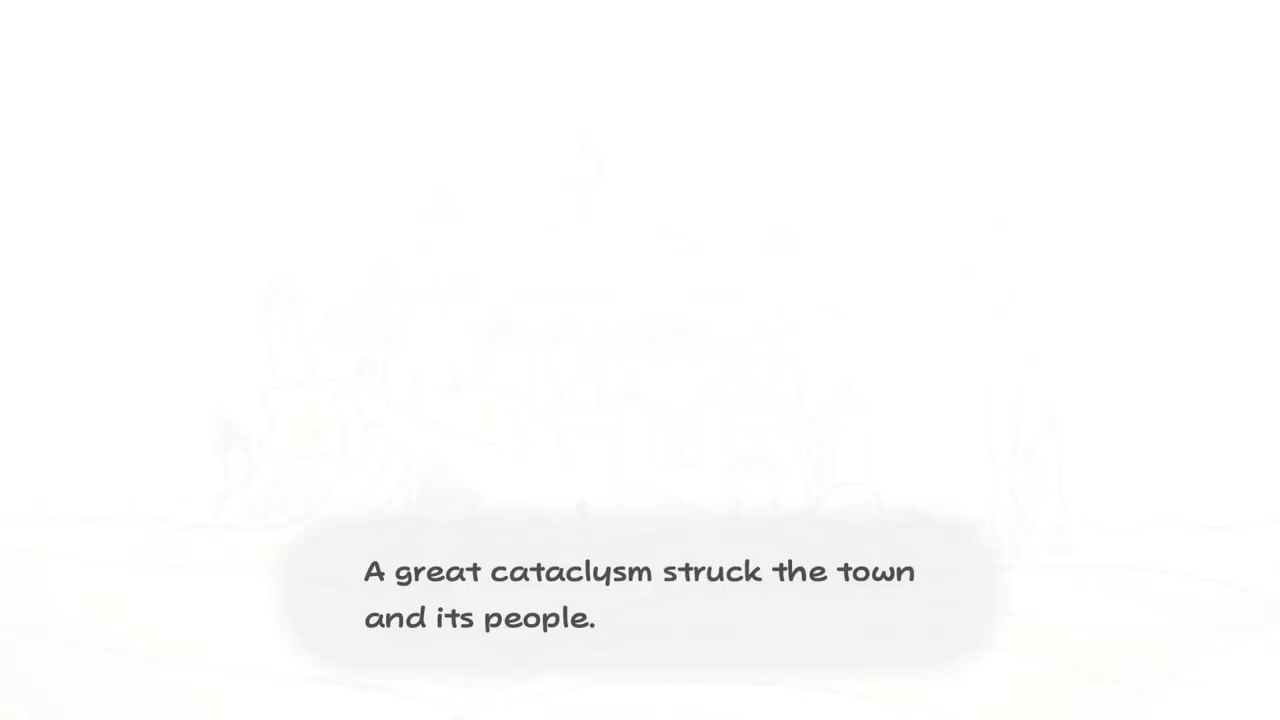 A great cataclysm struck the town
and its people.